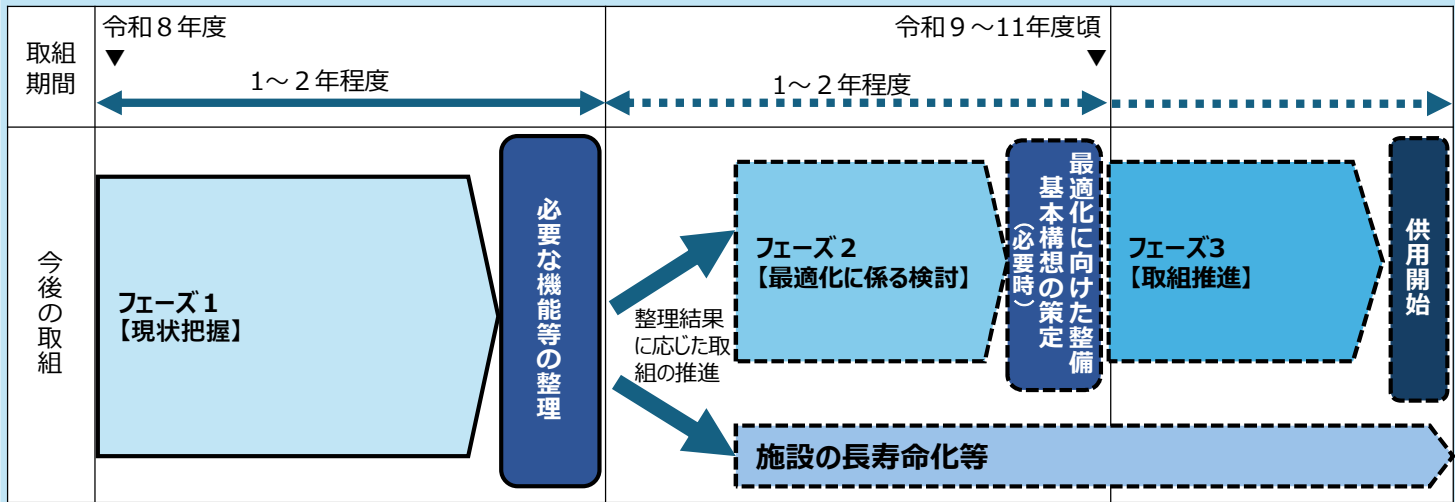 取組
期間
令和８年度
▼
1～２年程度
令和９～11年度頃
▼
1～２年程度
今後の取組
フェーズ１
【現状把握】
必要な機能等の整理
整理結果
に応じた取
組の推進
フェーズ２
【最適化に係る検討】
最適化に向けた整備
基本構想の策定
（必要時）
フェーズ3
【取組推進】
供用開始
施設の長寿命化等